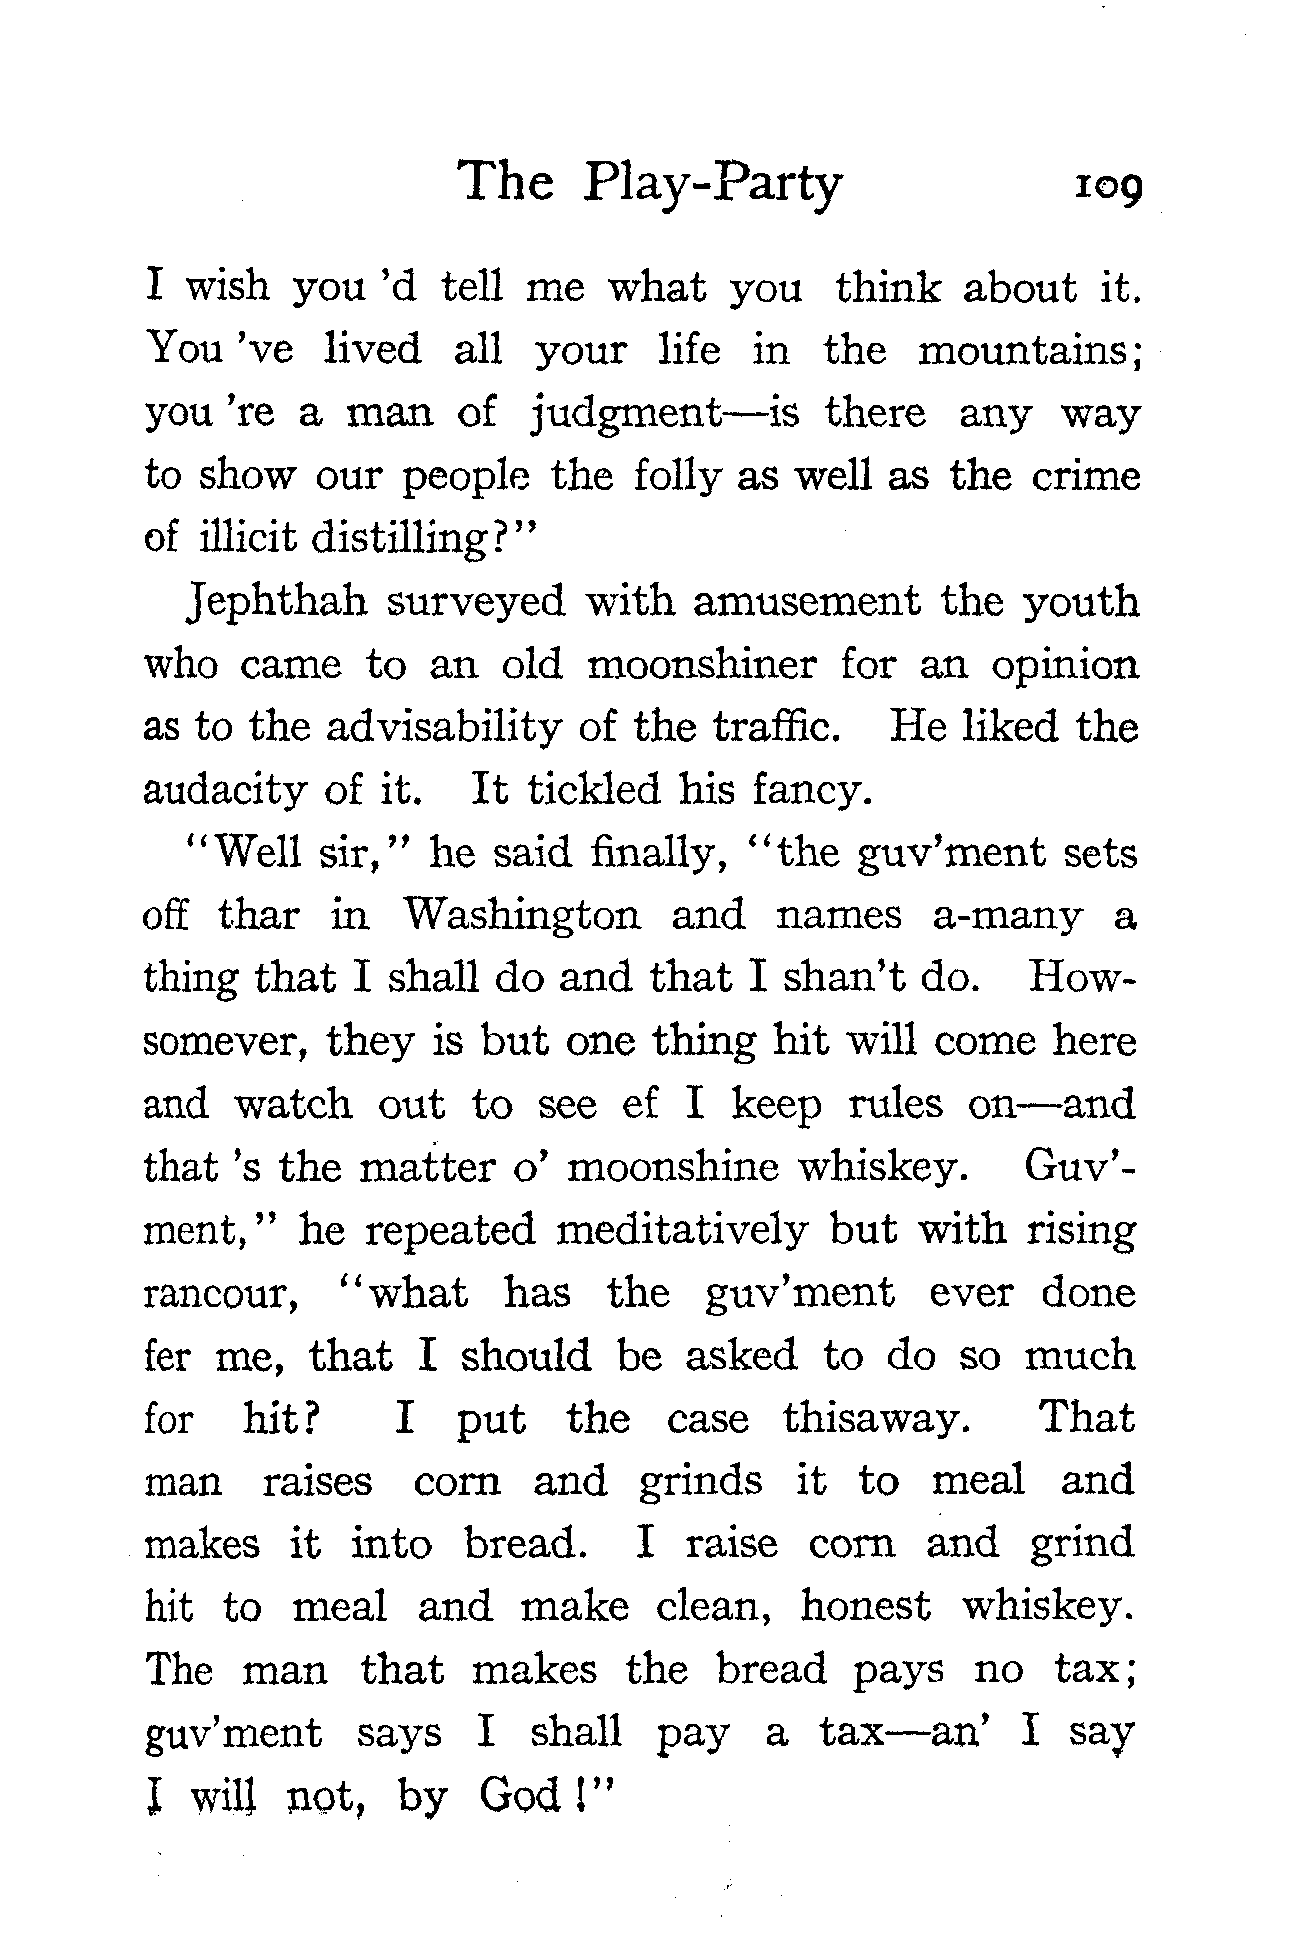 The Play-Party 109
I wish you 'd tell me what you think about it.
You 've lived all your life in the mountains;
you 're a man of judgment—is there any way
to show our people the folly as well as the crime
of illicit distilling?"
Jephthah surveyed with amusement the youth
who came to an old moonshiner for an opinion
as to the advisability of the traffic. He liked the
audacity of it. It tickled his fancy.
"Well sir," he said finally, "the guv'ment sets
off thar in Washington and names a-many a
thing that I shall do and that I shan't do. How-
somever, they is but one thing hit will come here
and watch out to see ef I keep rules on—and
that 's the matter o' moonshine whiskey. Guv'-
ment," he repeated meditatively but with rising
rancour, "what has the guv'ment ever done
fer me, that I should be asked to do so much
for hit? I put the case thisaway. That
man raises corn and grinds it to meal and
makes it into bread. I raise corn and grind
hit to meal and make clean, honest whiskey.
The man that makes the bread pays no tax;
guv'ment says I shall pay a tax—an' I say
I will not, by God!"